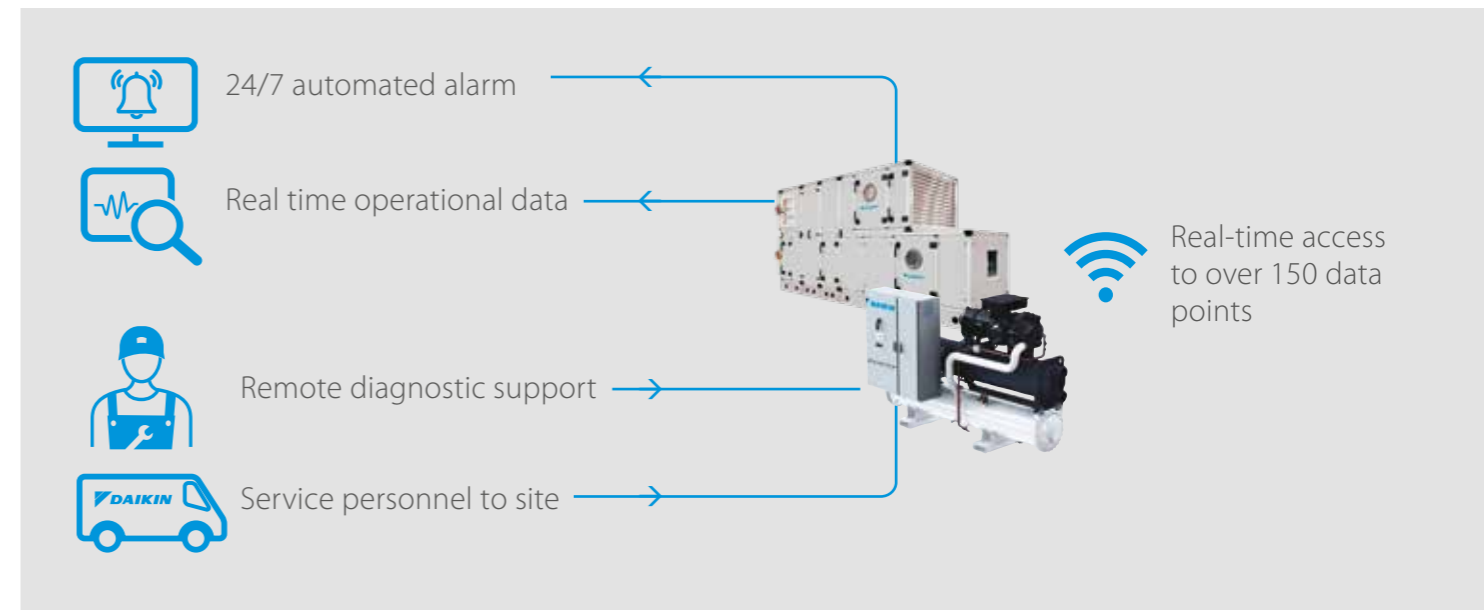 24/7 automated alarm
Real time operational data
Real-time access
to over 150 data
points
DAIKIN
Remote diagnostic support
DAIKIN
Service personnel to site